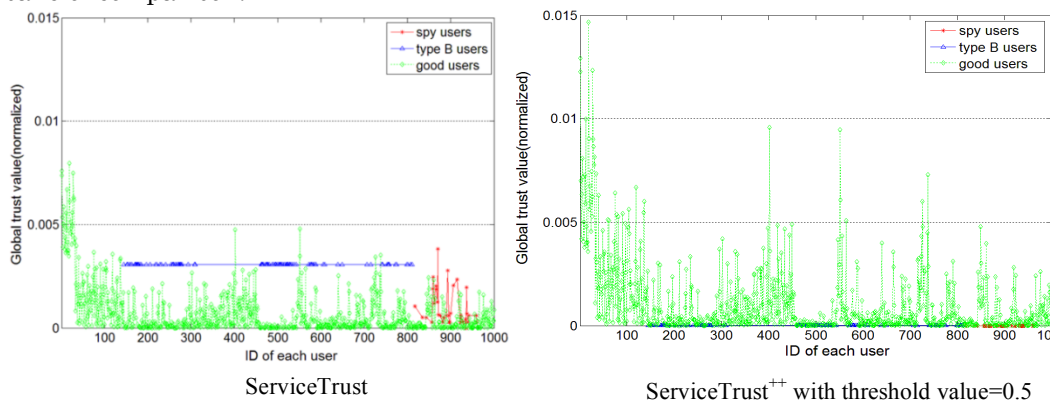 0.015
0.01
0.005
0
Global trust value(normalized)
spy users
type B users
good users
100 200 300 400 500 600 700 800 900 1000
ID of each user
ServiceTrust
0.015
0.01
0.005
0
Global trust value(normalized)
spy users
type B users
good users
100 200 300 400 500 600 700 800 900 100
ID of each user
ServiceTrust++ with threshold value=0.5